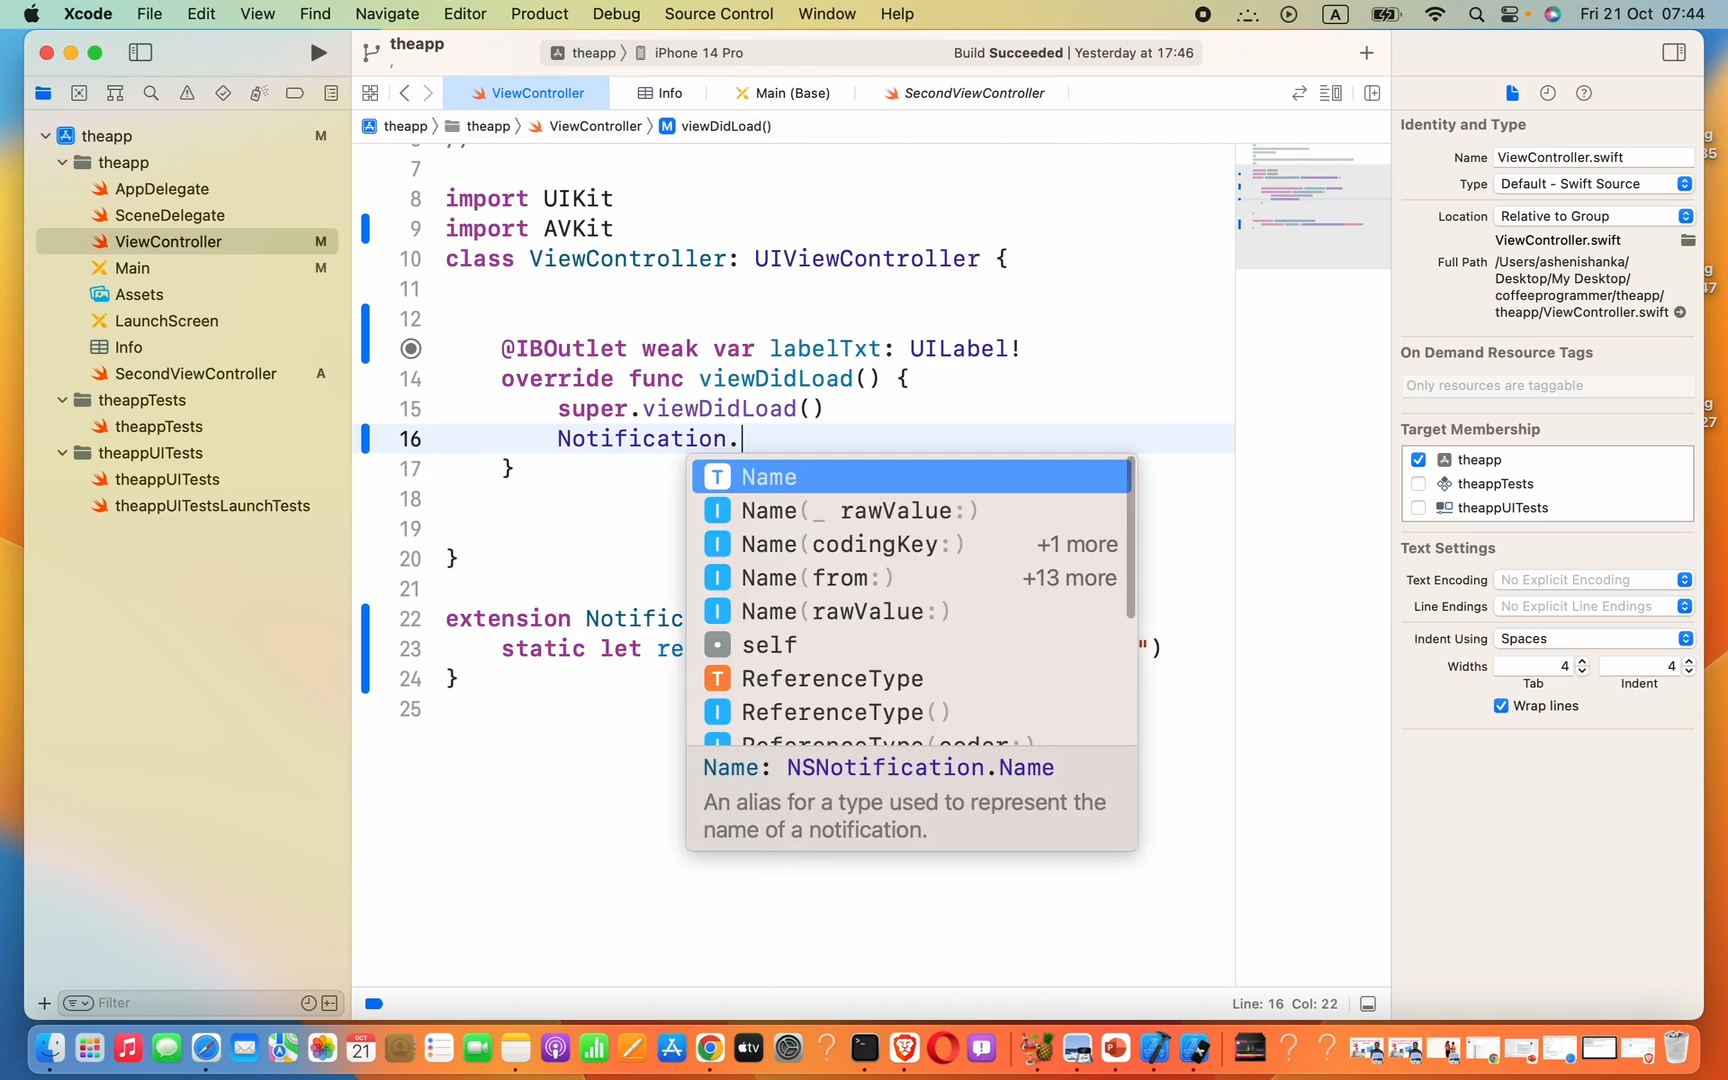 Xcode File Edit View Find Navigate Editor Product Debug Source Control Window Help A Fri 21 Oct 07:44
theapp
theapp iPhone 14 Pro Build Succeeded | Yesterday at 17:46
ViewController Info Main (Base) SecondViewController
theapp theapp ViewController M viewDidLoad()
theapp M
theapp
AppDelegate
SceneDelegate
ViewController M
Main M
Assets
LaunchScreen
Info
SecondViewController A
theappTests
theappTests
theappUITests
theappUITests
theappUITestsLaunchTests
Filter
7
8 import UIKit
9 import AVKit
10 class ViewController: UIViewController {
11
12
@IBOutlet weak var labelTxt: UILabel!
14 override func viewDidLoad() {
15 super.viewDidLoad()
16 Notification.
17 }
18
19
20 }
21
22 extension Notific
23 static let re ")
24 }
25
T Name
I Name(_ rawValue:)
I Name(codingKey:) +1 more
I Name(from:) +13 more
I Name(rawValue:)
self
T ReferenceType
I ReferenceType()
I ReferenceType(coder:)
Name: NSNotification.Name
An alias for a type used to represent the
name of a notification.
Line: 16 Col: 22
Identity and Type
Name ViewController.swift
Type Default - Swift Source
Location Relative to Group
ViewController.swift
Full Path /Users/ashenishanka/
Desktop/My Desktop/
coffeeprogrammer/theapp/
theapp/ViewController.swift
On Demand Resource Tags
Only resources are taggable
Target Membership
theapp
theappTests
theappUITests
Text Settings
Text Encoding No Explicit Encoding
Line Endings No Explicit Line Endings
Indent Using Spaces
Widths 4 4
Tab Indent
Wrap lines
g
35
g
47
g
27
OCT
21
tv